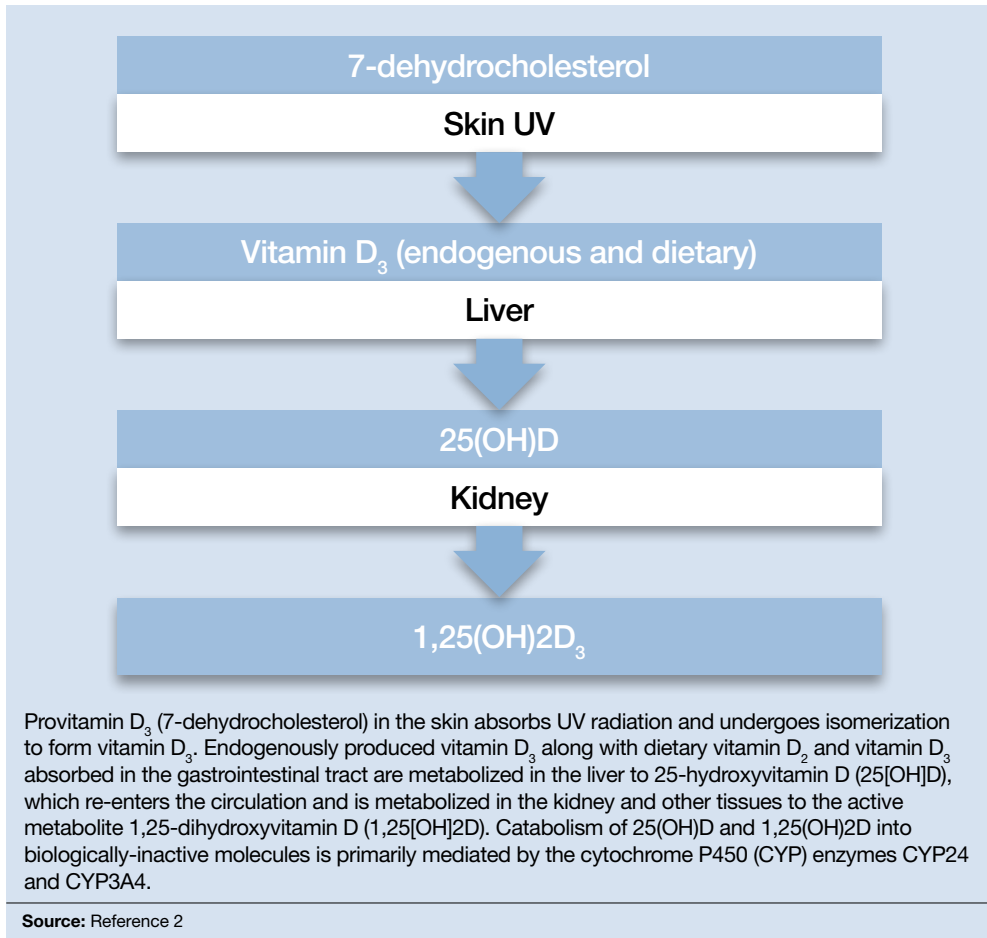 7-dehydrocholesterol
Skin UV
Vitamin D₃ (endogenous and dietary)
Liver
25(OH)D
Kidney
1,25(OH)2D₃
Provitamin D₃ (7-dehydrocholesterol) in the skin absorbs UV radiation and undergoes isomerization
to form vitamin D₃. Endogenously produced vitamin D₃ along with dietary vitamin D₂ and vitamin D₃
absorbed in the gastrointestinal tract are metabolized in the liver to 25-hydroxyvitamin D (25[OH]D),
which re-enters the circulation and is metabolized in the kidney and other tissues to the active
metabolite 1,25-dihydroxyvitamin D (1,25[OH]2D). Catabolism of 25(OH)D and 1,25(OH)2D into
biologically-inactive molecules is primarily mediated by the cytochrome P450 (CYP) enzymes CYP24
and CYP3A4.
Source: Reference 2